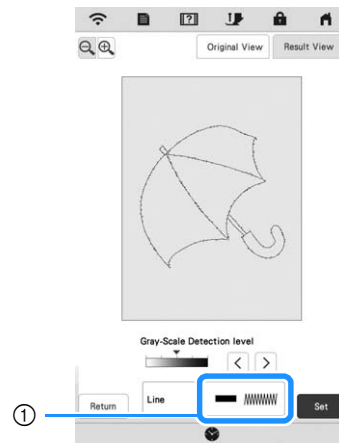 ?
Original View
Result View
Gray-Scale Detection level
< >
Return
Line
Set
①